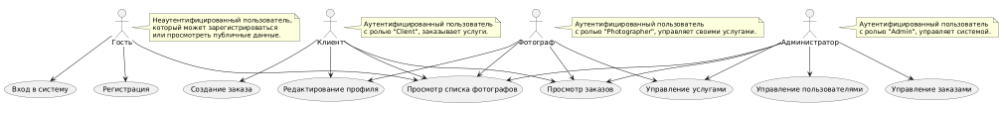 Неаутентифицированный пользователь,
который может зарегистрироваться
или просмотреть публичные данные.
Аутентифицированный пользователь
с ролью "Client", заказывает услуги.
Аутентифицированный пользователь
с ролью "Photographer", управляет своими услугами.
Аутентифицированный пользователь
с ролью "Admin", управляет системой.
Гость
Клиент
Фотограф
Администратор
Вход в систему
Регистрация
Создание заказа
Редактирование профиля
Просмотр списка фотографов
Просмотр заказов
Управление услугами
Управление пользователями
Управление заказами